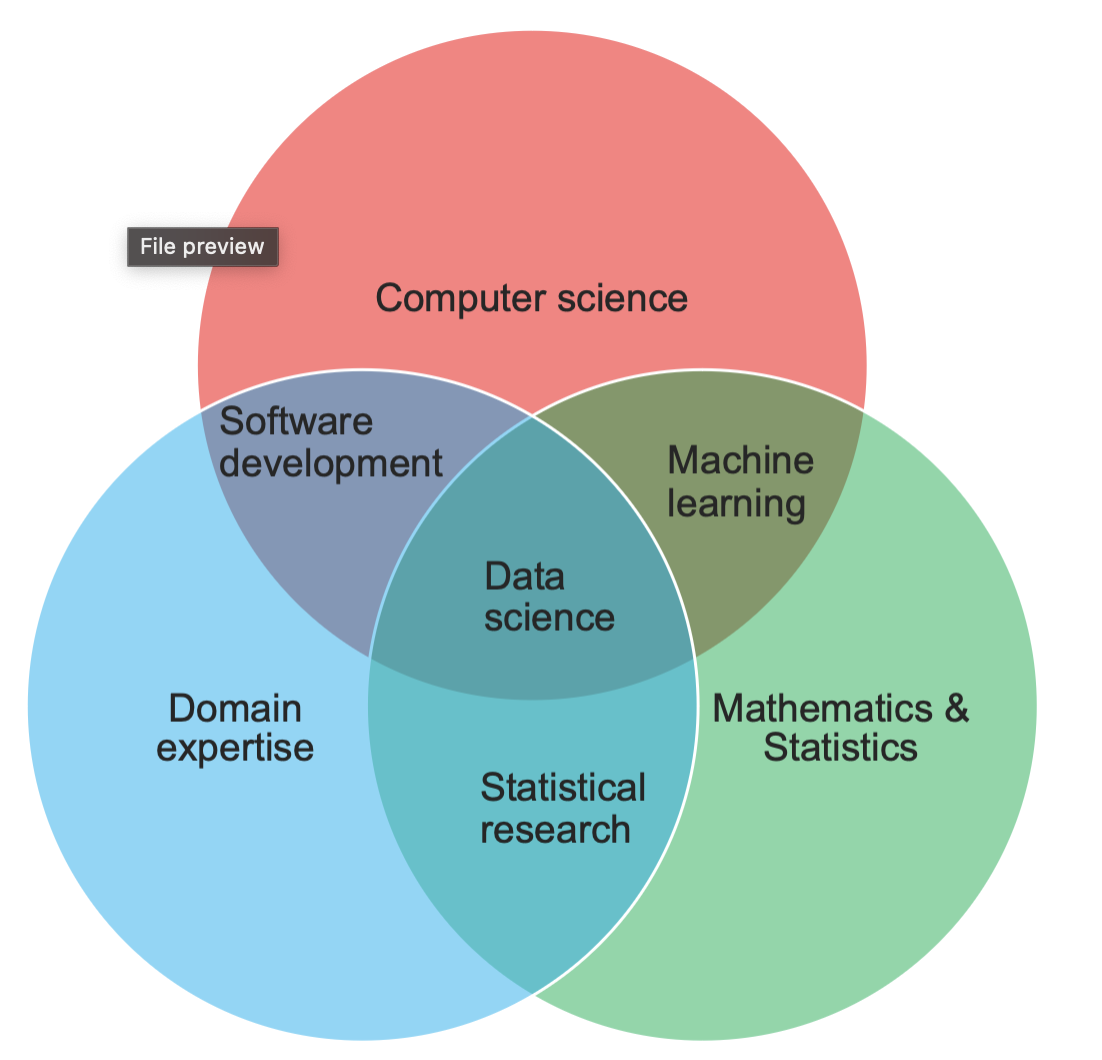 File preview
Computer science
Software
development
Machine
learning
Data
science
Domain
expertise
Mathematics &
Statistics
Statistical
research